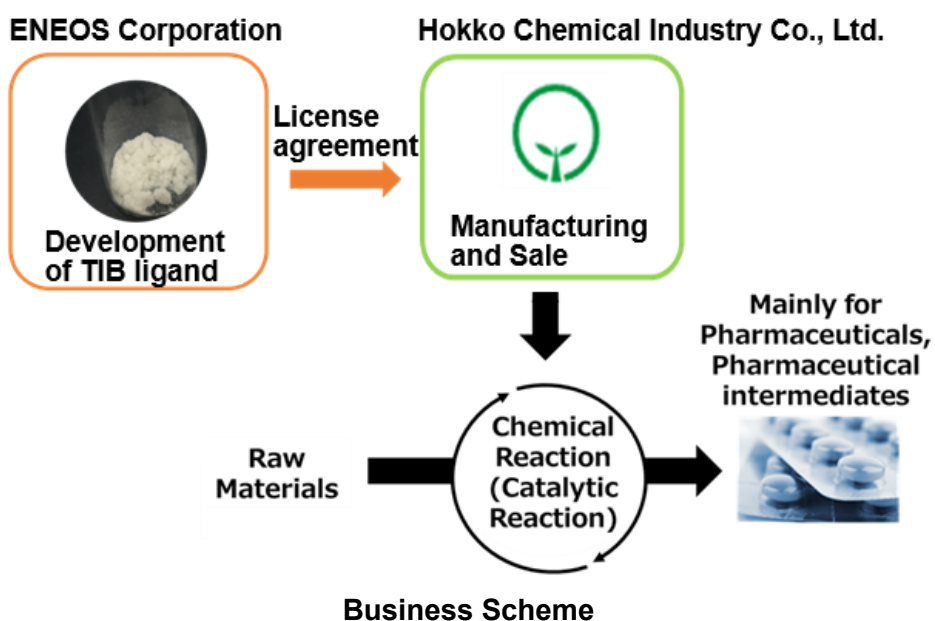 ENEOS Corporation
Hokko Chemical Industry Co., Ltd.
License
agreement
Development
of TIB ligand
Manufacturing
and Sale
Mainly for
Pharmaceuticals,
Pharmaceutical
intermediates
Raw
Materials
Chemical
Reaction
(Catalytic
Reaction)
Business Scheme